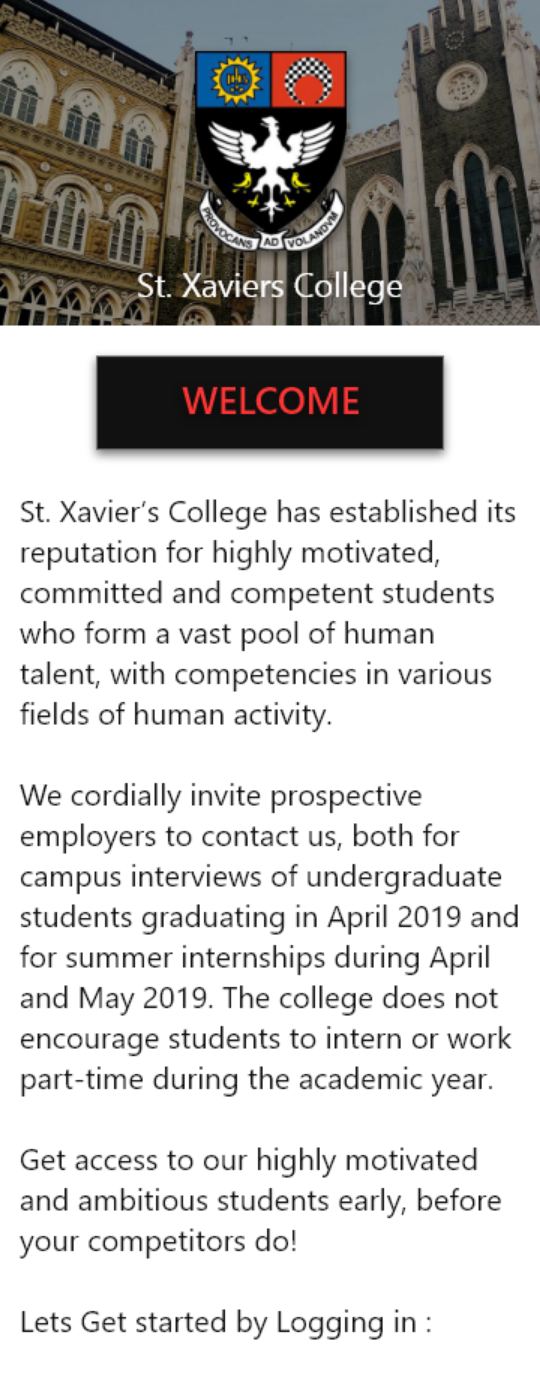 IHS
PROVOCANS AD VOLANDVM
St. Xaviers College
WELCOME
St. Xavier’s College has established its
reputation for highly motivated,
committed and competent students
who form a vast pool of human
talent, with competencies in various
fields of human activity.
We cordially invite prospective
employers to contact us, both for
campus interviews of undergraduate
students graduating in April 2019 and
for summer internships during April
and May 2019. The college does not
encourage students to intern or work
part-time during the academic year.
Get access to our highly motivated
and ambitious students early, before
your competitors do!
Lets Get started by Logging in :